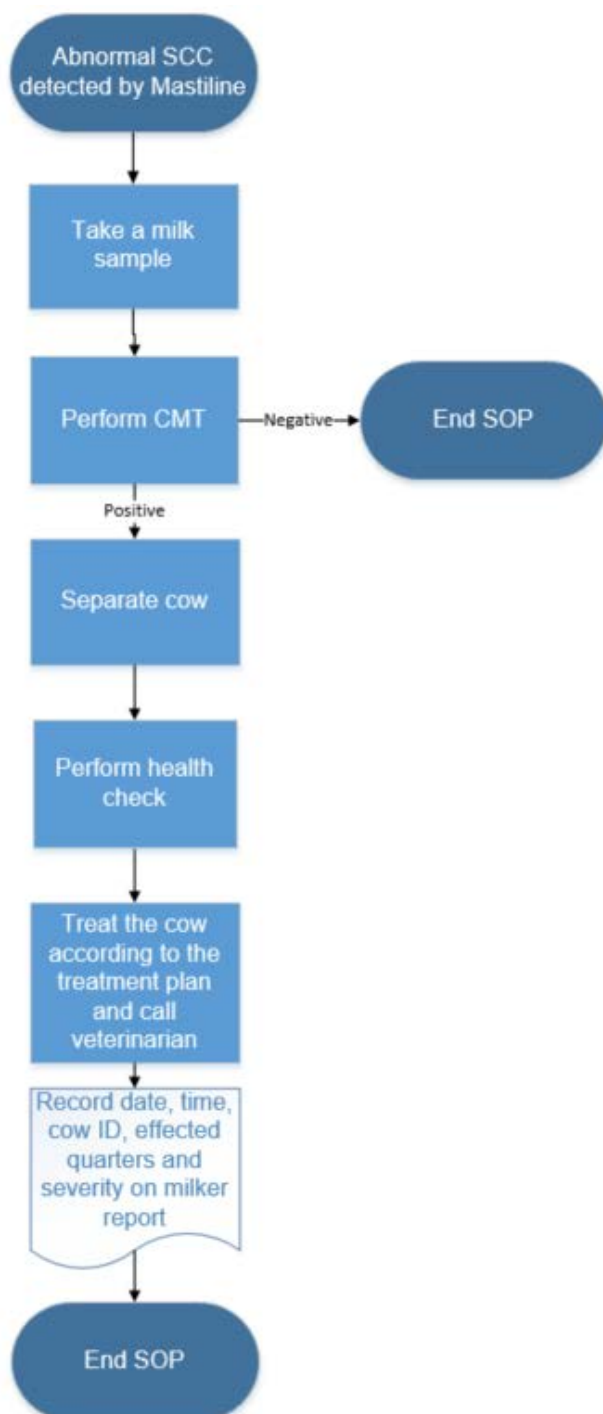 Abnormal SCC
detected by Mastiline
Take a milk
sample
Perform CMT
Negative
End SOP
Positive
Separate cow
Perform health
check
Treat the cow
according to the
treatment plan
and call
veterinarian
Record date, time,
cow ID, effected
quarters and
severity on milker
report
End SOP